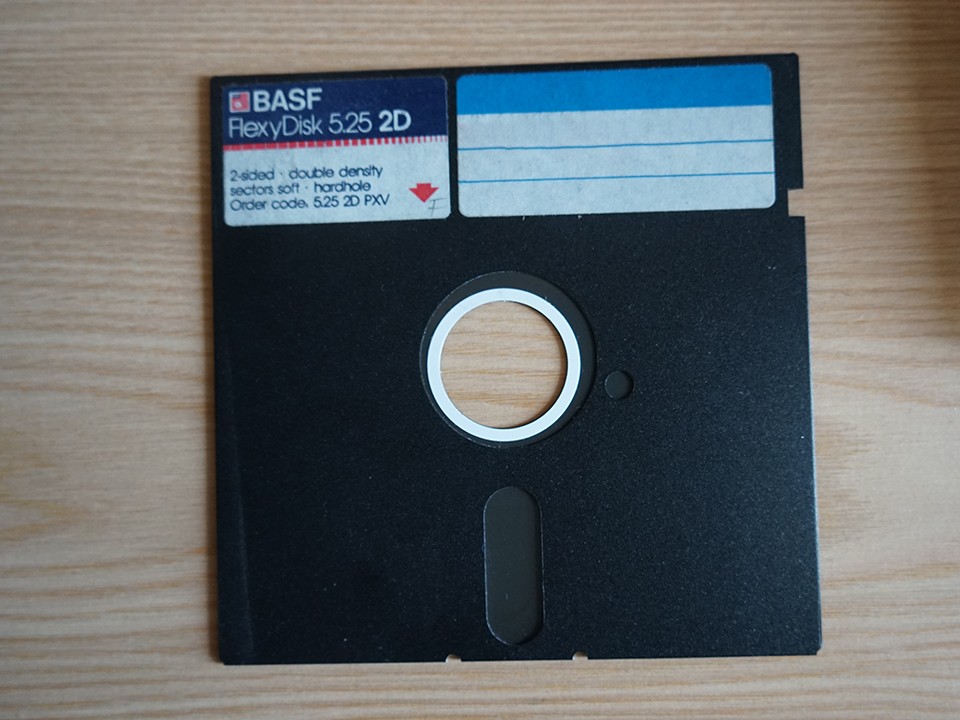 BASF
FlexyDisk 5.25 2D
2-sided · double density
sectors soft · hardhole
Order code: 5.25 2D PXV
F